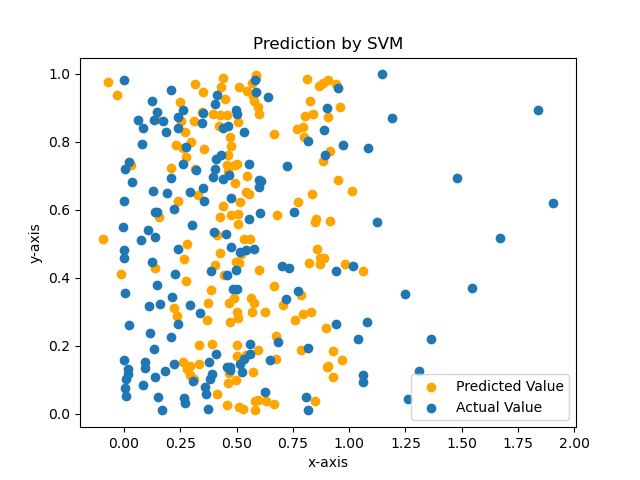 Prediction by SVM
1.0
0.8
0.6
0.4
0.2
0.0
y-axis
0.00 0.25 0.50 0.75 1.00 1.25 1.50 1.75 2.00
x-axis
Predicted Value
Actual Value